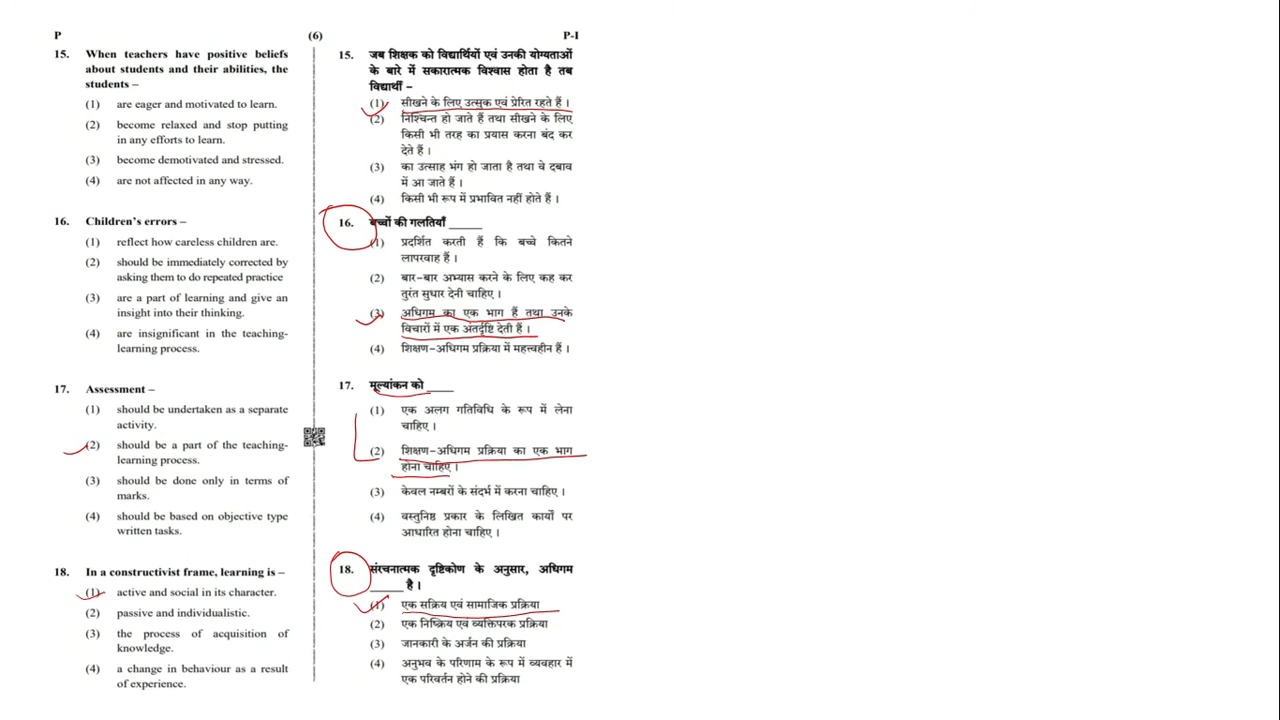 P
(6)
P-I
15. When teachers have positive beliefs
about students and their abilities, the
students –
(1) are eager and motivated to learn.
(2) become relaxed and stop putting
in any efforts to learn.
(3) become demotivated and stressed.
(4) are not affected in any way.
16. Children's errors –
(1) reflect how careless children are.
(2) should be immediately corrected by
asking them to do repeated practice
(3) are a part of learning and give an
insight into their thinking.
(4) are insignificant in the teaching-
learning process.
17. Assessment –
(1) should be undertaken as a separate
activity.
(2) should be a part of the teaching-
learning process.
(3) should be done only in terms of
marks.
(4) should be based on objective type
written tasks.
18. In a constructivist frame, learning is –
(1) active and social in its character.
(2) passive and individualistic.
(3) the process of acquisition of
knowledge.
(4) a change in behaviour as a result
of experience.
15. जब शिक्षक को विद्यार्थियों एवं उनकी योग्यताओं
के बारे में सकारात्मक विश्वास होता है तब
विद्यार्थी –
(1) सीखने के लिए उत्सुक एवं प्रेरित रहते हैं ।
(2) निश्चिन्त हो जाते हैं तथा सीखने के लिए
किसी भी तरह का प्रयास करना बंद कर
देते हैं ।
(3) का उत्साह भंग हो जाता है तथा वे दबाव
में आ जाते हैं ।
(4) किसी भी रूप में प्रभावित नहीं होते हैं ।
16. बच्चों की गलतियाँ _____
(1) प्रदर्शित करती हैं कि बच्चे कितने
लापरवाह हैं ।
(2) बार-बार अभ्यास करने के लिए कह कर
तुरंत सुधार देनी चाहिए ।
(3) अधिगम का एक भाग हैं तथा उनके
विचारों में एक अंतर्दृष्टि देती हैं ।
(4) शिक्षण-अधिगम प्रक्रिया में महत्त्वहीन हैं ।
17. मूल्यांकन को ____
(1) एक अलग गतिविधि के रूप में लेना
चाहिए ।
(2) शिक्षण-अधिगम प्रक्रिया का एक भाग
होना चाहिए ।
(3) केवल नम्बरों के संदर्भ में करना चाहिए ।
(4) वस्तुनिष्ठ प्रकार के लिखित कार्यों पर
आधारित होना चाहिए ।
18. संरचनात्मक दृष्टिकोण के अनुसार, अधिगम
_____ है ।
(1) एक सक्रिय एवं सामाजिक प्रक्रिया
(2) एक निष्क्रिय एवं व्यक्तिपरक प्रक्रिया
(3) जानकारी के अर्जन की प्रक्रिया
(4) अनुभव के परिणाम के रूप में व्यवहार में
एक परिवर्तन होने की प्रक्रिया